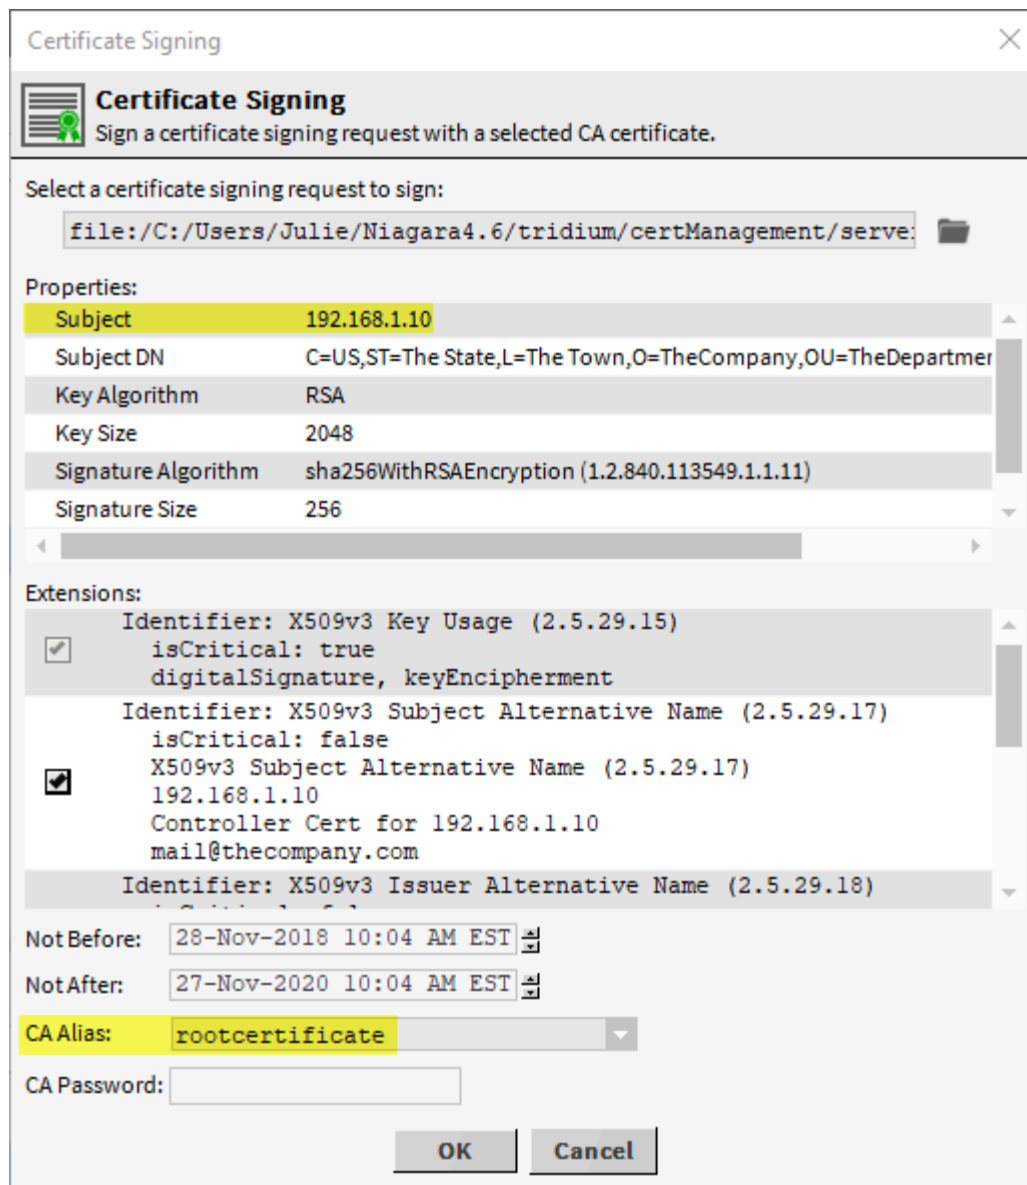 Certificate Signing
Certificate Signing
Sign a certificate signing request with a selected CA certificate.
Select a certificate signing request to sign:
file:/C:/Users/Julie/Niagara4.6/tridium/certManagement/server
Properties:
Subject 192.168.1.10
Subject DN C=US,ST=The State,L=The Town,O=TheCompany,OU=TheDepartmen
Key Algorithm RSA
Key Size 2048
Signature Algorithm sha256WithRSAEncryption (1.2.840.113549.1.1.11)
Signature Size 256
Extensions:
Identifier: X509v3 Key Usage (2.5.29.15)
isCritical: true
digitalSignature, keyEncipherment
Identifier: X509v3 Subject Alternative Name (2.5.29.17)
isCritical: false
X509v3 Subject Alternative Name (2.5.29.17)
192.168.1.10
Controller Cert for 192.168.1.10
mail@thecompany.com
Identifier: X509v3 Issuer Alternative Name (2.5.29.18)
Not Before: 28-Nov-2018 10:04 AM EST
Not After: 27-Nov-2020 10:04 AM EST
CA Alias: rootcertificate
CA Password:
OK Cancel